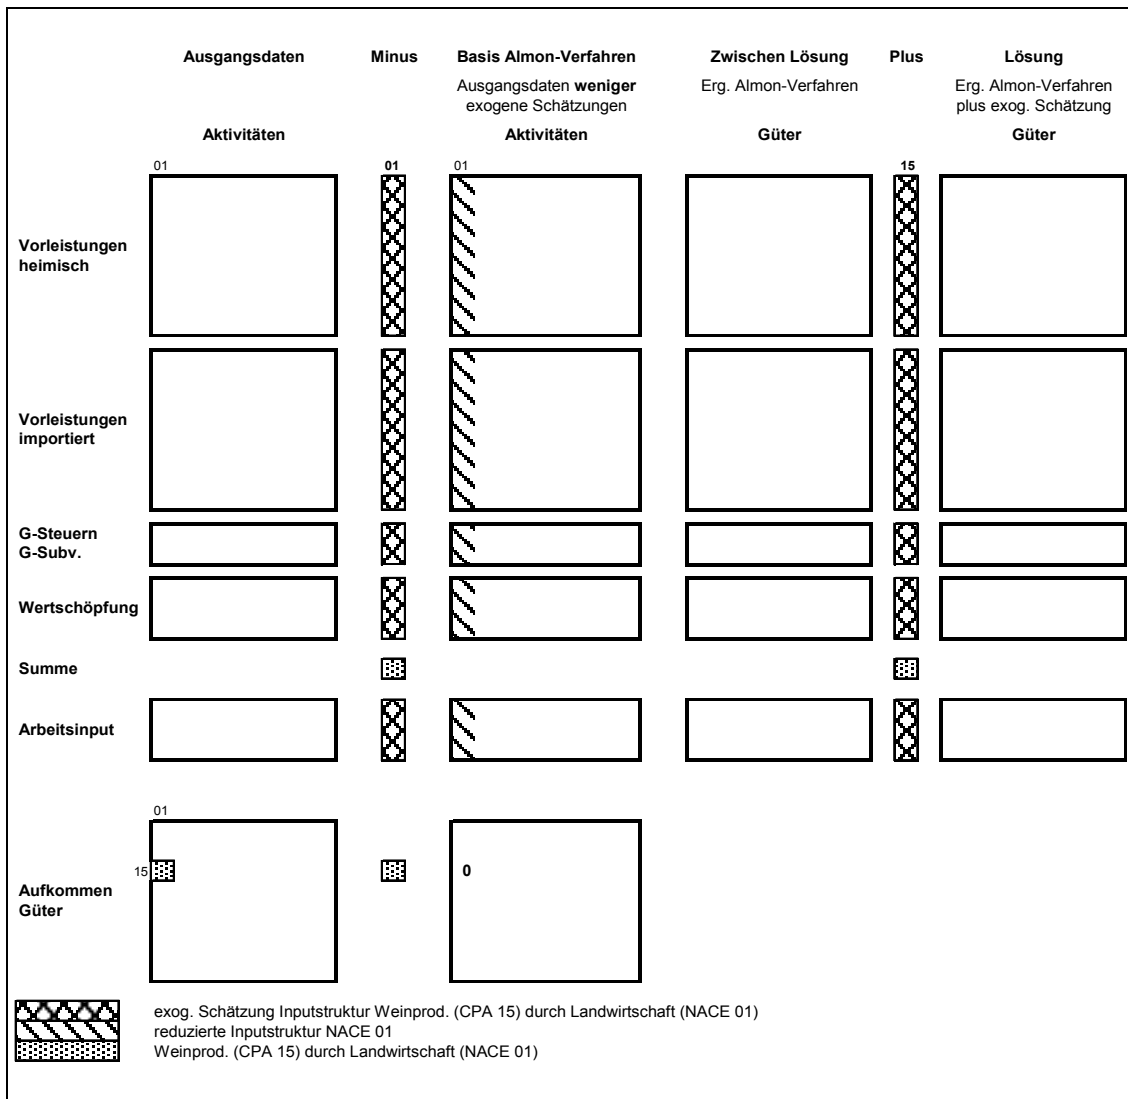 Ausgangsdaten Minus Basis Almon-Verfahren Zwischen Lösung Plus Lösung
Ausgangsdaten weniger Erg. Almon-Verfahren Erg. Almon-Verfahren
exogene Schätzungen plus exog. Schätzung
Aktivitäten Aktivitäten Güter Güter
01 01 01 15
Vorleistungen
heimisch
Vorleistungen
importiert
G-Steuern
G-Subv.
Wertschöpfung
Summe
Arbeitsinput
01
15 0
Aufkommen
Güter
exog. Schätzung Inputstruktur Weinprod. (CPA 15) durch Landwirtschaft (NACE 01)
reduzierte Inputstruktur NACE 01
Weinprod. (CPA 15) durch Landwirtschaft (NACE 01)